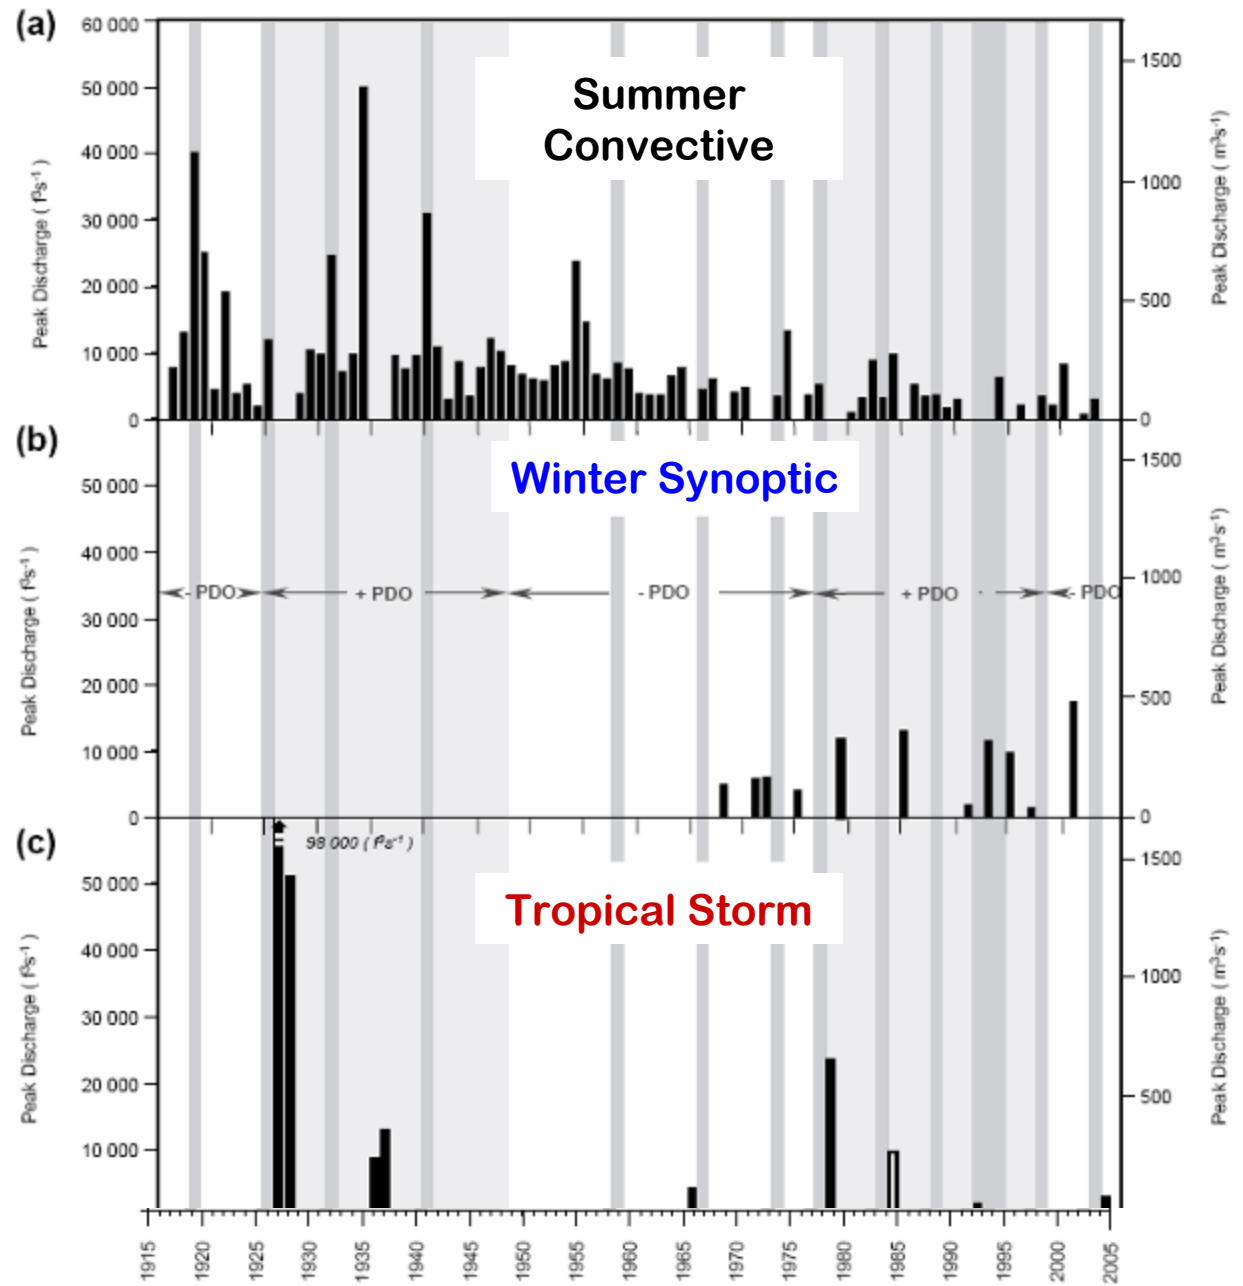 (a)
60 000
50 000
40 000
30 000
20 000
10 000
0
Peak Discharge ( f³s⁻¹ )
Summer
Convective
1500
1000
500
0
Peak Discharge ( m³s⁻¹)
(b)
50 000
40 000
30 000
20 000
10 000
0
Peak Discharge ( f³s⁻¹ )
Winter Synoptic
- PDO
+ PDO
- PDO
+ PDO
- PDO
1500
1000
500
0
Peak Discharge ( m³s⁻¹)
(c)
98 000 ( f³s⁻¹ )
50 000
40 000
30 000
20 000
10 000
Peak Discharge ( f³s⁻¹ )
Tropical Storm
1500
1000
500
Peak Discharge ( m³s⁻¹)
1915 1920 1925 1930 1935 1940 1945 1950 1955 1960 1965 1970 1975 1980 1985 1990 1995 2000 2005